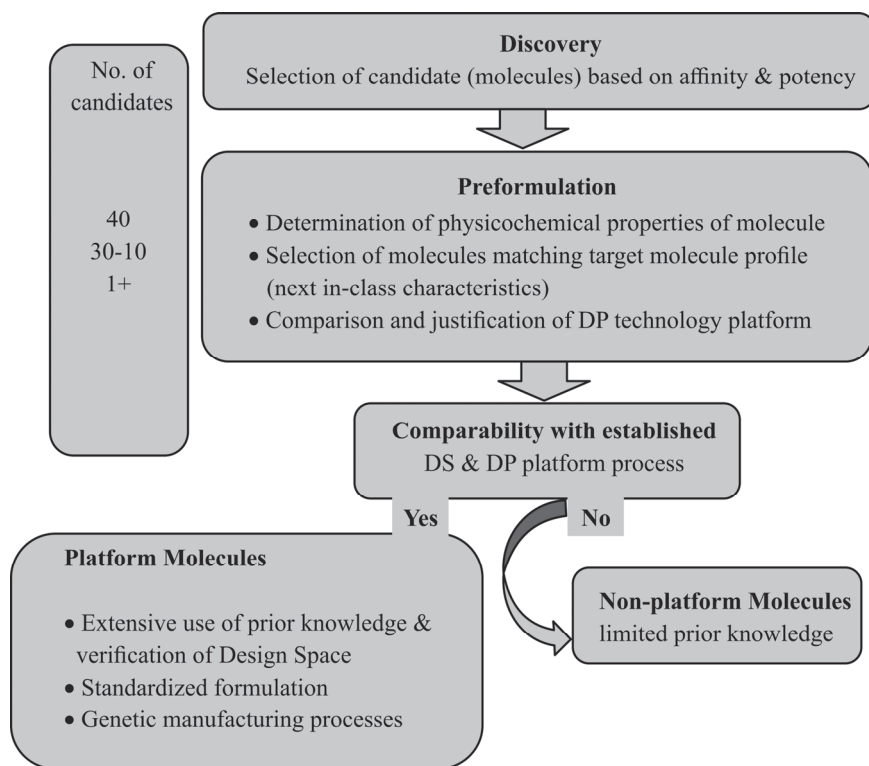 No. of
candidates
40
30-10
1+
Discovery
Selection of candidate (molecules) based on affinity & potency
Preformulation
• Determination of physicochemical properties of molecule
• Selection of molecules matching target molecule profile
(next in-class characteristics)
• Comparison and justification of DP technology platform
Comparability with established
DS & DP platform process
Yes
No
Platform Molecules
• Extensive use of prior knowledge &
verification of Design Space
• Standardized formulation
• Genetic manufacturing processes
Non-platform Molecules
limited prior knowledge